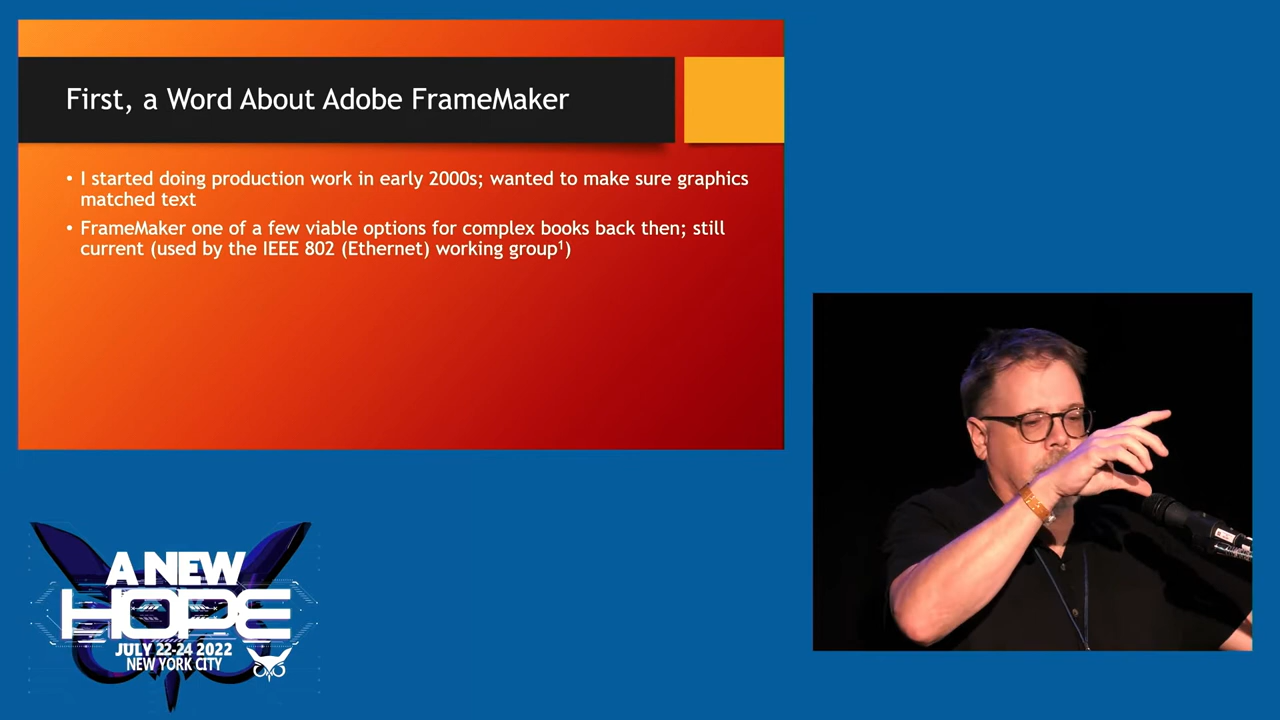 First, a Word About Adobe FrameMaker
• I started doing production work in early 2000s; wanted to make sure graphics
matched text
• FrameMaker one of a few viable options for complex books back then; still
current (used by the IEEE 802 (Ethernet) working group¹)
A NEW
HOPE
JULY 22-24 2022
NEW YORK CITY